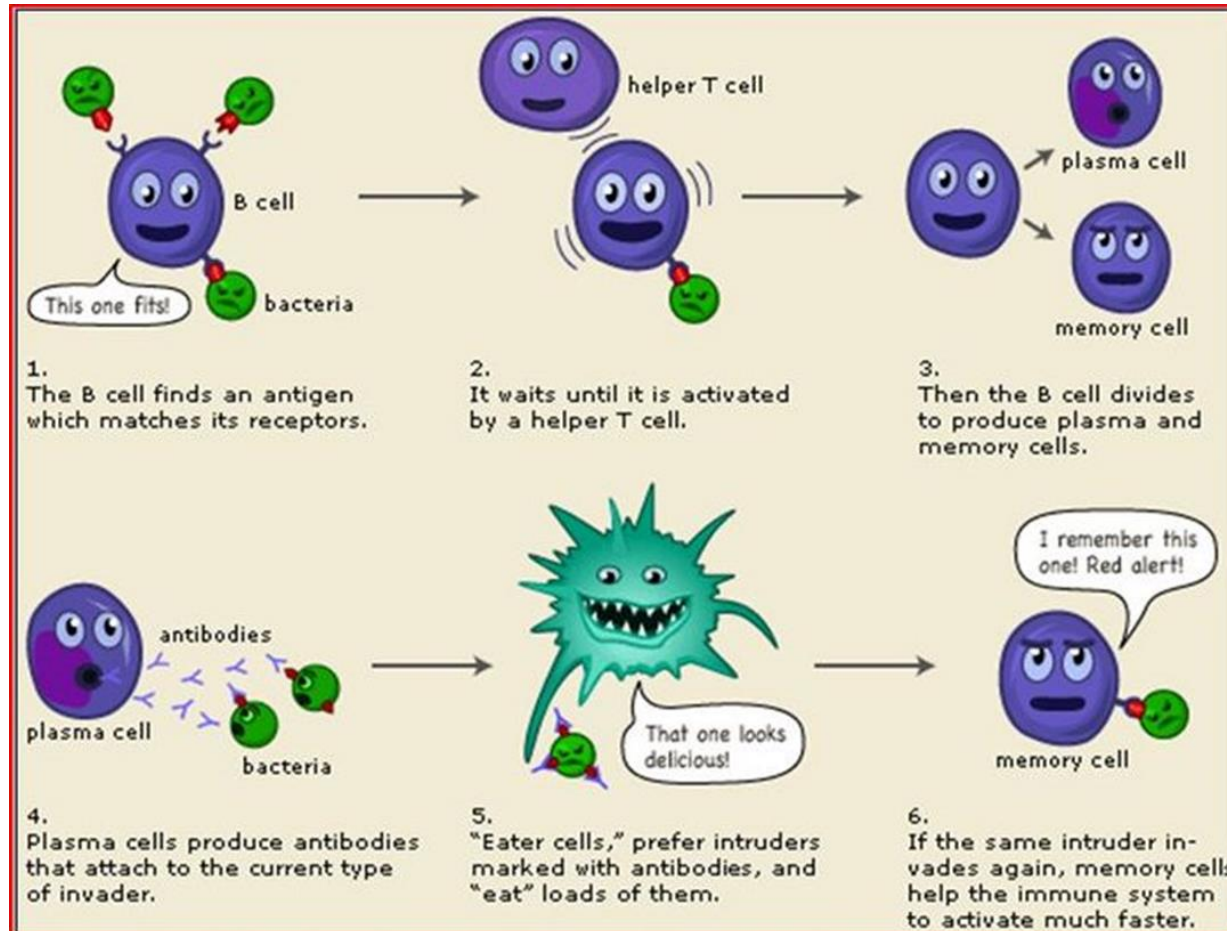 helper T cell
B cell
This one fits!
bacteria
plasma cell
memory cell
1.
The B cell finds an antigen
which matches its receptors.
2.
It waits until it is activated
by a helper T cell.
3.
Then the B cell divides
to produce plasma and
memory cells.
antibodies
plasma cell
bacteria
That one looks
delicious!
I remember this
one! Red alert!
memory cell
4.
Plasma cells produce antibodies
that attach to the current type
of invader.
5.
“Eater cells,” prefer intruders
marked with antibodies, and
“eat” loads of them.
6.
If the same intruder in-
vades again, memory cells
help the immune system
to activate much faster.